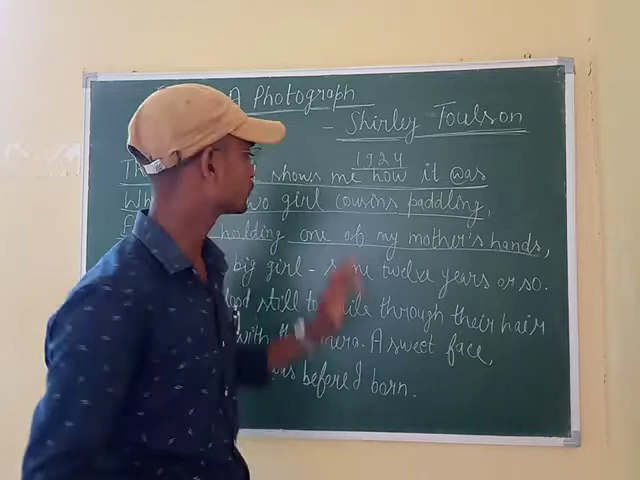 A Photograph
- Shirley Toulson
1924
shows me how it was
girl cousins paddling,
holding one of my mother's hands,
big girl - some twelve years or so.
still to smile through their hair
with the camera. A sweet face,
was before I born.